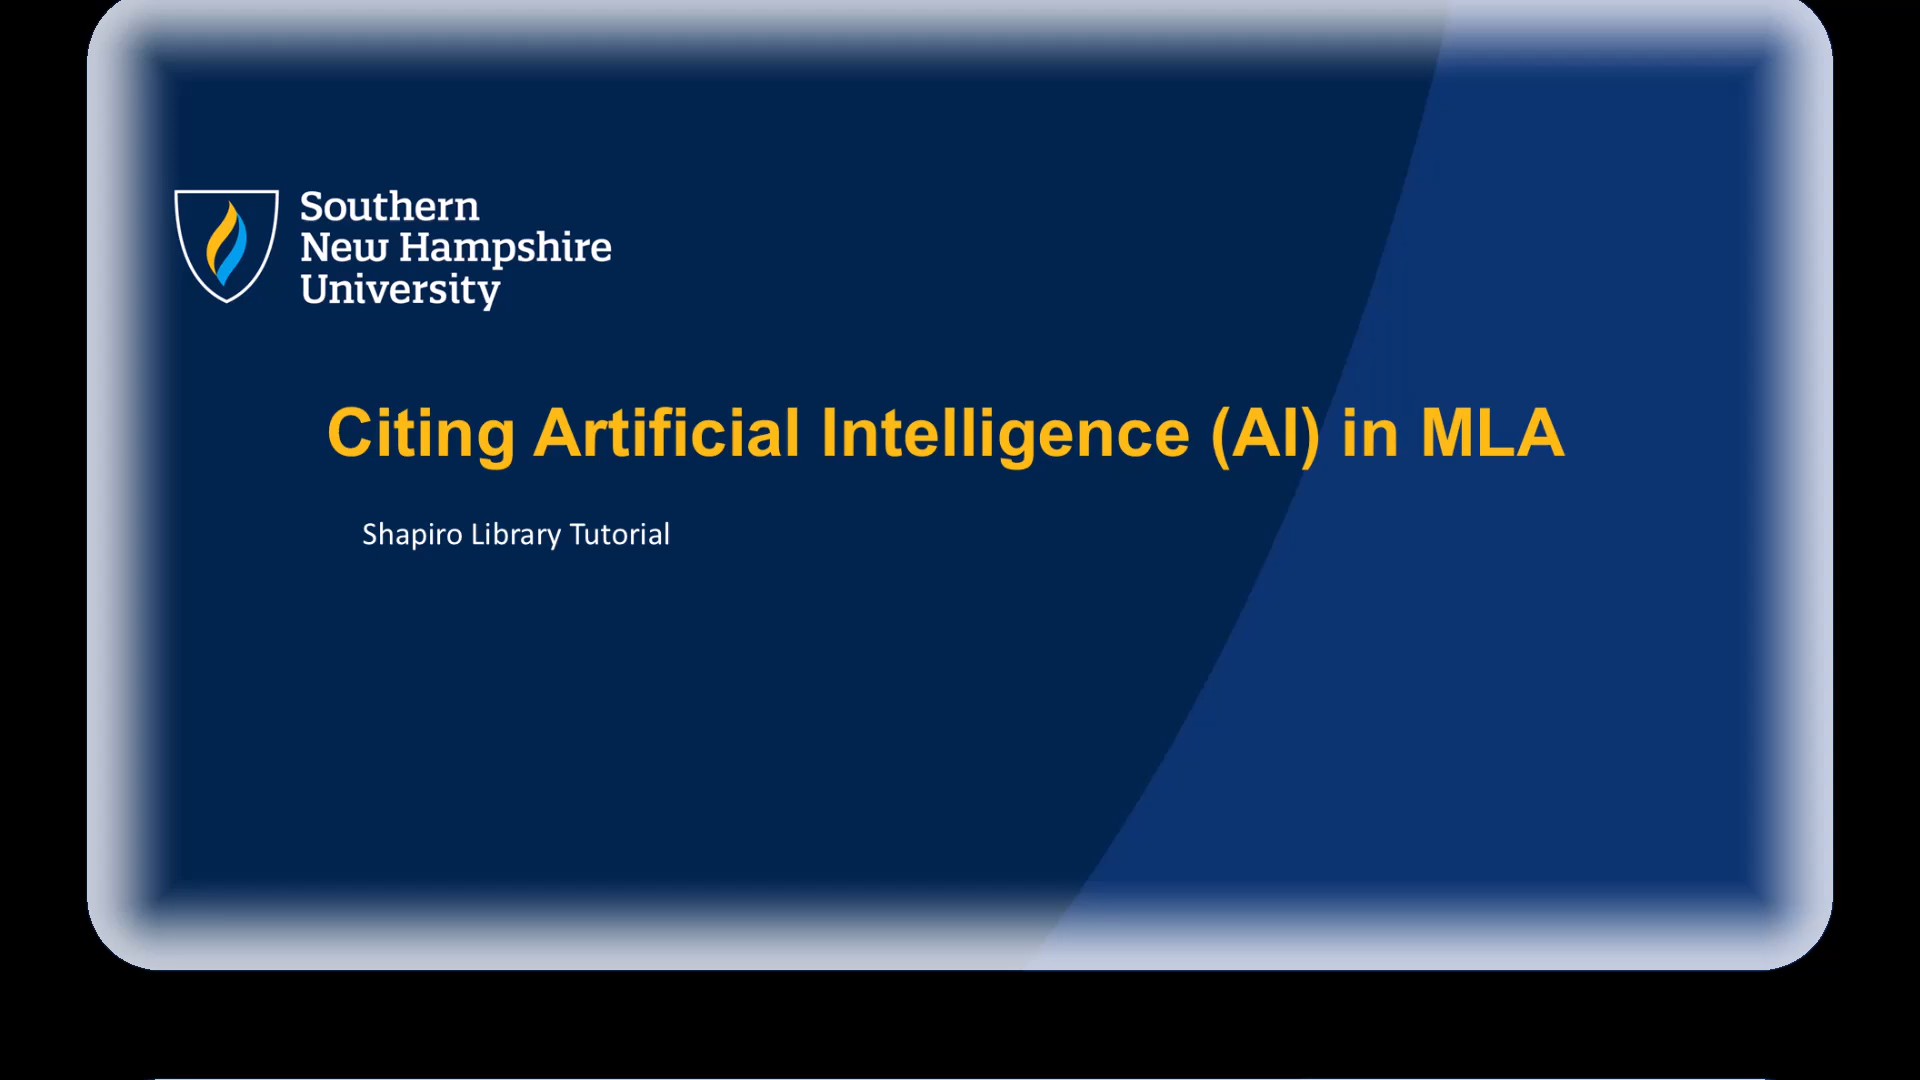 Southern
New Hampshire
University
Citing Artificial Intelligence (AI) in MLA
Shapiro Library Tutorial